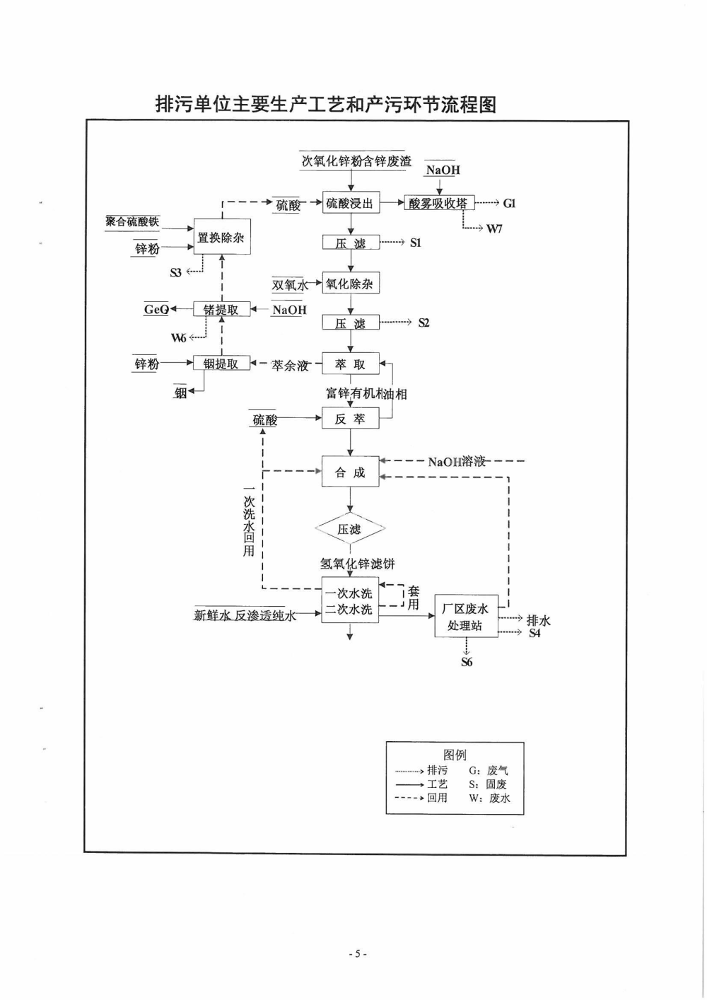 排污单位主要生产工艺和产污环节流程图
次氧化锌粉含锌废渣
NaOH
硫酸
硫酸浸出
酸雾吸收塔
G1
W7
聚合硫酸铁
置换除杂
锌粉
S3
压 滤
S1
双氧水
氧化除杂
GeO
锗提取
NaOH
压 滤
S2
W6
锌粉
铟提取
萃余液
萃 取
铟
富锌有机相
油相
硫酸
反 萃
NaOH溶液
合 成
一次洗水回用
压滤
氢氧化锌滤饼
一次水洗
二次水洗
套用
新鲜水 反渗透纯水
厂区废水
处理站
排水
S4
S6
图例
排污 G：废气
工艺 S：固废
回用 W：废水
- 5 -